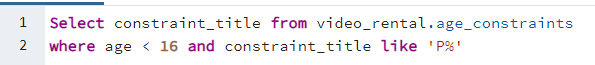 1 Select constraint_title from video_rental.age_constraints
2 where age < 16 and constraint_title like 'P%'